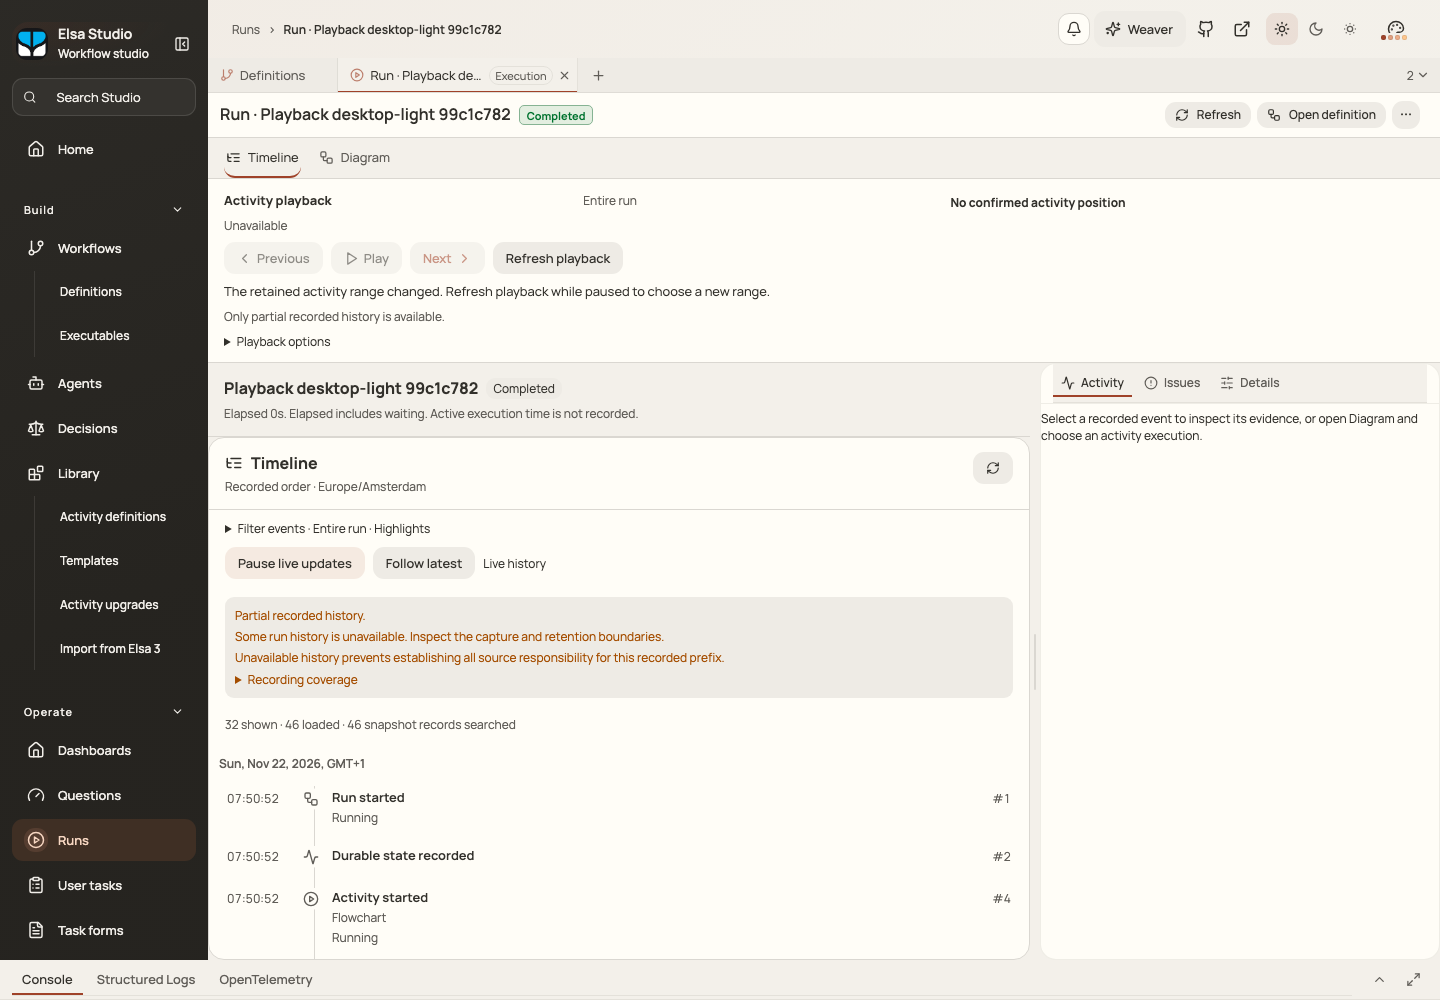 Elsa Studio
Workflow studio
Search Studio
Home
Build
Workflows
Definitions
Executables
Agents
Decisions
Library
Activity definitions
Templates
Activity upgrades
Import from Elsa 3
Operate
Dashboards
Questions
Runs
User tasks
Task forms
Runs › Run · Playback desktop-light 99c1c782
Weaver
Definitions
Run · Playback de... Execution
2
Run · Playback desktop-light 99c1c782 Completed
Refresh
Open definition
Timeline
Diagram
Activity playback
Entire run
No confirmed activity position
Unavailable
Previous
Play
Next
Refresh playback
The retained activity range changed. Refresh playback while paused to choose a new range.
Only partial recorded history is available.
Playback options
Playback desktop-light 99c1c782 Completed
Elapsed 0s. Elapsed includes waiting. Active execution time is not recorded.
Timeline
Recorded order · Europe/Amsterdam
Filter events · Entire run · Highlights
Pause live updates
Follow latest
Live history
Partial recorded history.
Some run history is unavailable. Inspect the capture and retention boundaries.
Unavailable history prevents establishing all source responsibility for this recorded prefix.
Recording coverage
32 shown · 46 loaded · 46 snapshot records searched
Sun, Nov 22, 2026, GMT+1
07:50:52 Run started #1
Running
07:50:52 Durable state recorded #2
07:50:52 Activity started #4
Flowchart
Running
Activity
Issues
Details
Select a recorded event to inspect its evidence, or open Diagram and
choose an activity execution.
Console
Structured Logs
OpenTelemetry